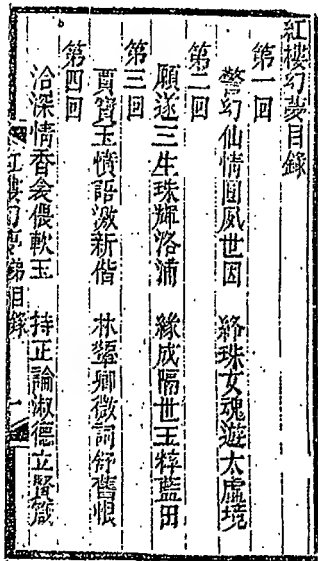 紅樓幻夢目錄
第一回
警幻仙情圓夙世因　絳珠女魂遊太虛境
第二回
願遂三生珠輝洛浦　緣成隔世玉粹藍田
第三回
賈寶玉憤語激新偕　林顰卿微詞舒舊恨
第四回
洽深情香衾偎軟玉　持正論淑德立賢箴
紅樓幻夢　目錄　一